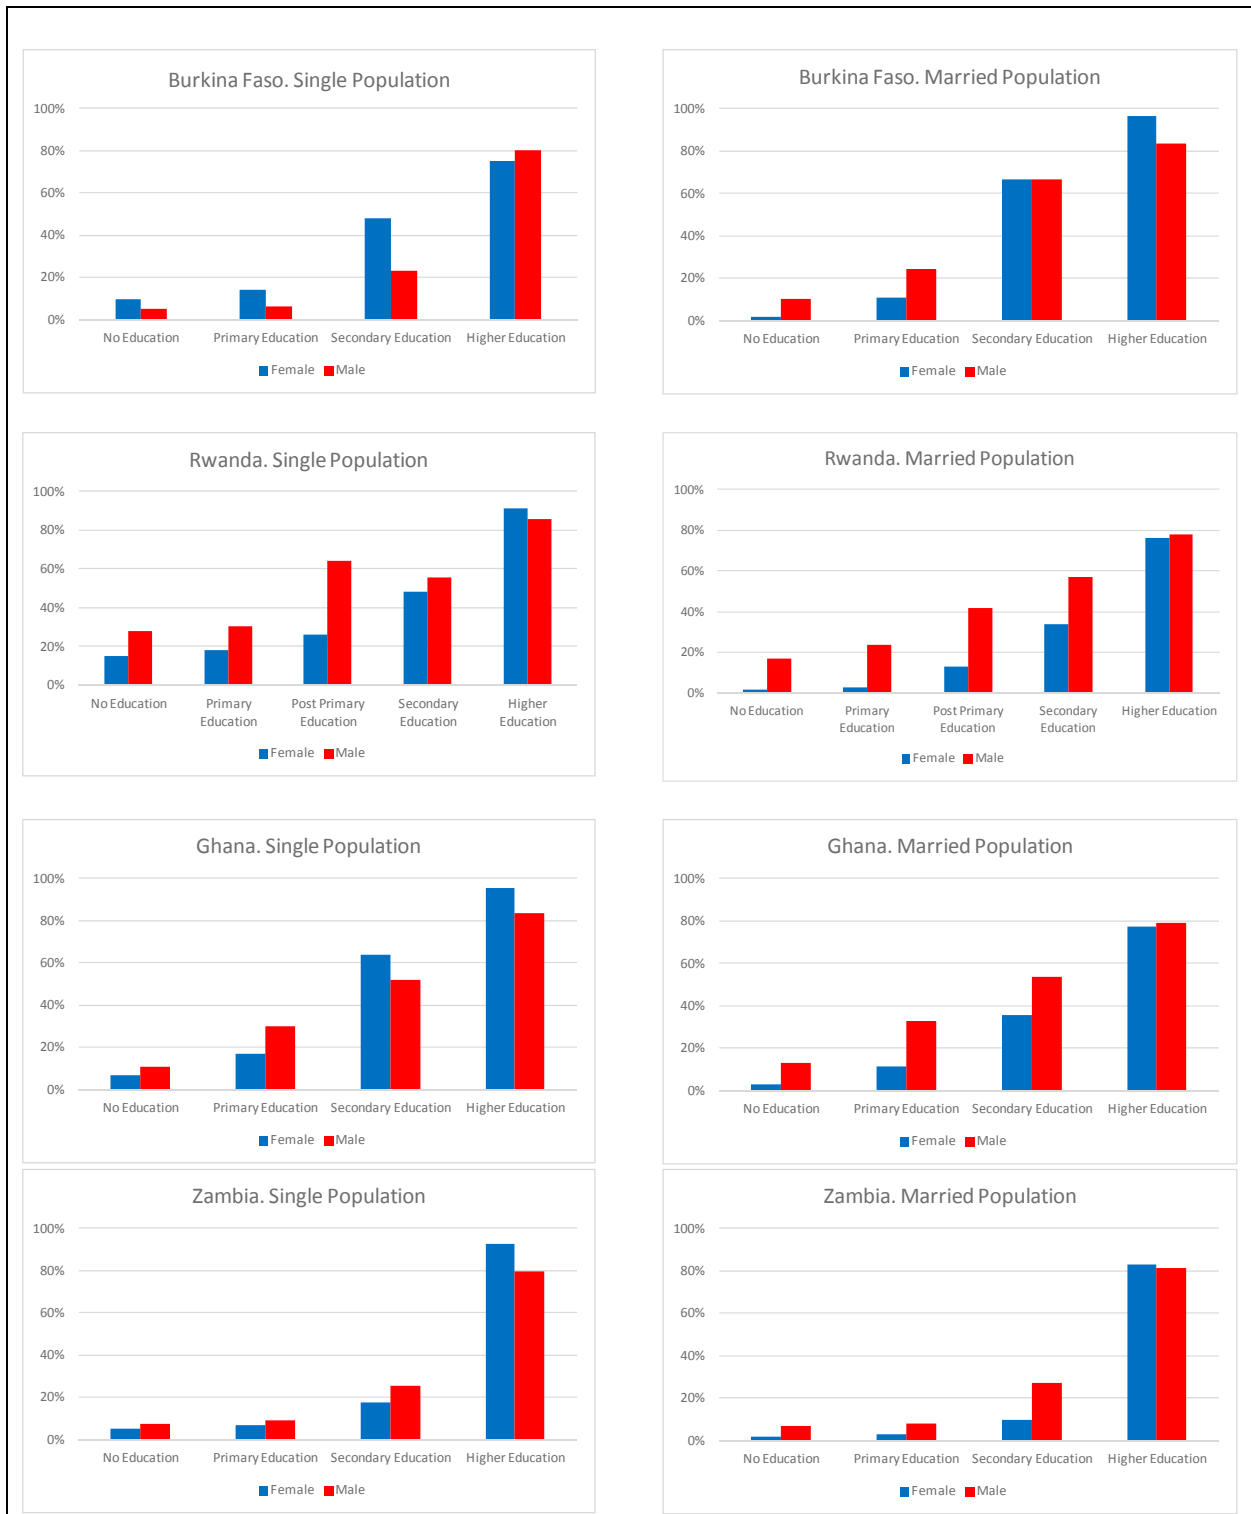 Burkina Faso. Single Population
100%
80%
60%
40%
20%
0%
No Education Primary Education Secondary Education Higher Education
Female Male
Burkina Faso. Married Population
100%
80%
60%
40%
20%
0%
No Education Primary Education Secondary Education Higher Education
Female Male
Rwanda. Single Population
100%
80%
60%
40%
20%
0%
No Education Primary Post Primary Secondary Higher
Education Education Education Education
Female Male
Rwanda. Married Population
100%
80%
60%
40%
20%
0%
No Education Primary Post Primary Secondary Higher Education
Education Education Education
Female Male
Ghana. Single Population
100%
80%
60%
40%
20%
0%
No Education Primary Education Secondary Education Higher Education
Female Male
Ghana. Married Population
100%
80%
60%
40%
20%
0%
No Education Primary Education Secondary Education Higher Education
Female Male
Zambia. Single Population
100%
80%
60%
40%
20%
0%
No Education Primary Education Secondary Education Higher Education
Female Male
Zambia. Married Population
100%
80%
60%
40%
20%
0%
No Education Primary Education Secondary Education Higher Education
Female Male